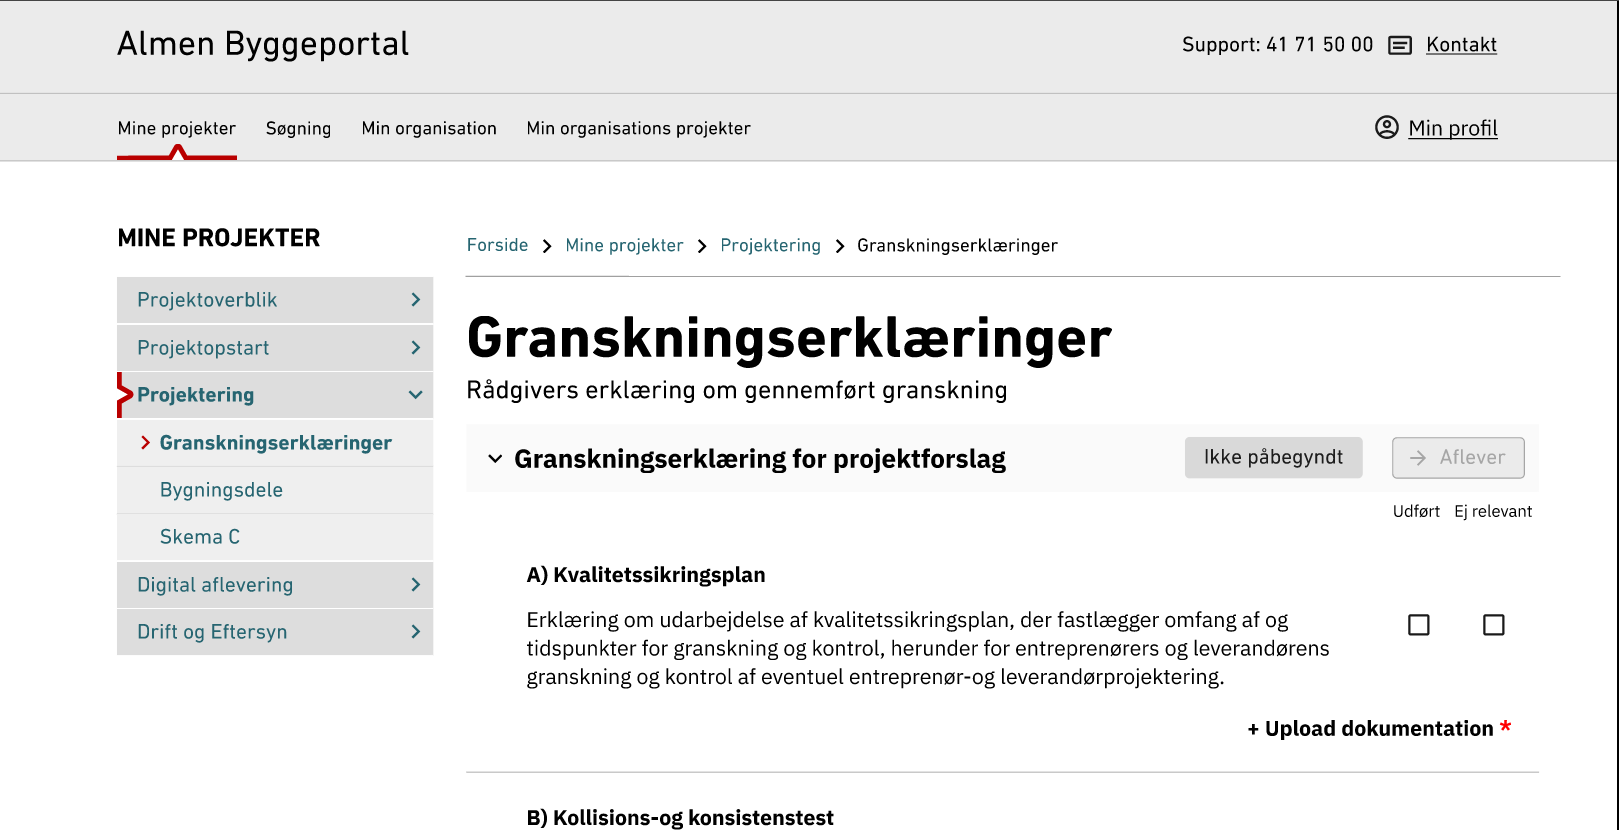 Almen Byggeportal
Support: 41 71 50 00
Kontakt
Mine projekter
Søgning
Min organisation
Min organisations projekter
Min profil
MINE PROJEKTER
Projektoverblik
Projektopstart
Projektering
Granskningserklæringer
Bygningsdele
Skema C
Digital aflevering
Drift og Eftersyn
Forside
Mine projekter
Projektering
Granskningserklæringer
Granskningserklæringer
Rådgivers erklæring om gennemført granskning
Granskningserklæring for projektforslag
Ikke påbegyndt
Aflever
Udført
Ej relevant
A) Kvalitetssikringsplan
Erklæring om udarbejdelse af kvalitetssikringsplan, der fastlægger omfang af og
tidspunkter for granskning og kontrol, herunder for entreprenørers og leverandørens
granskning og kontrol af eventuel entreprenør-og leverandørprojektering.
+ Upload dokumentation *
B) Kollisions-og konsistenstest